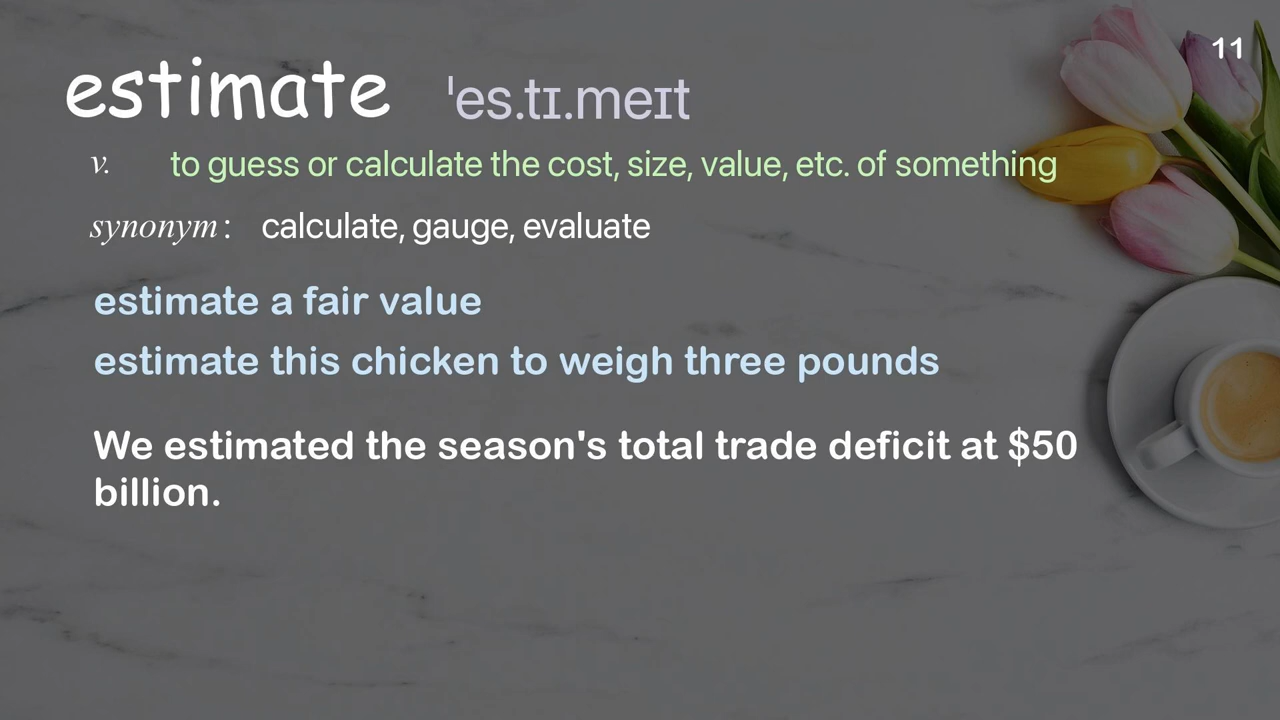 11
estimate ˈes.tɪ.meɪt
v. to guess or calculate the cost, size, value, etc. of something
synonym: calculate, gauge, evaluate
estimate a fair value
estimate this chicken to weigh three pounds
We estimated the season's total trade deficit at $50
billion.